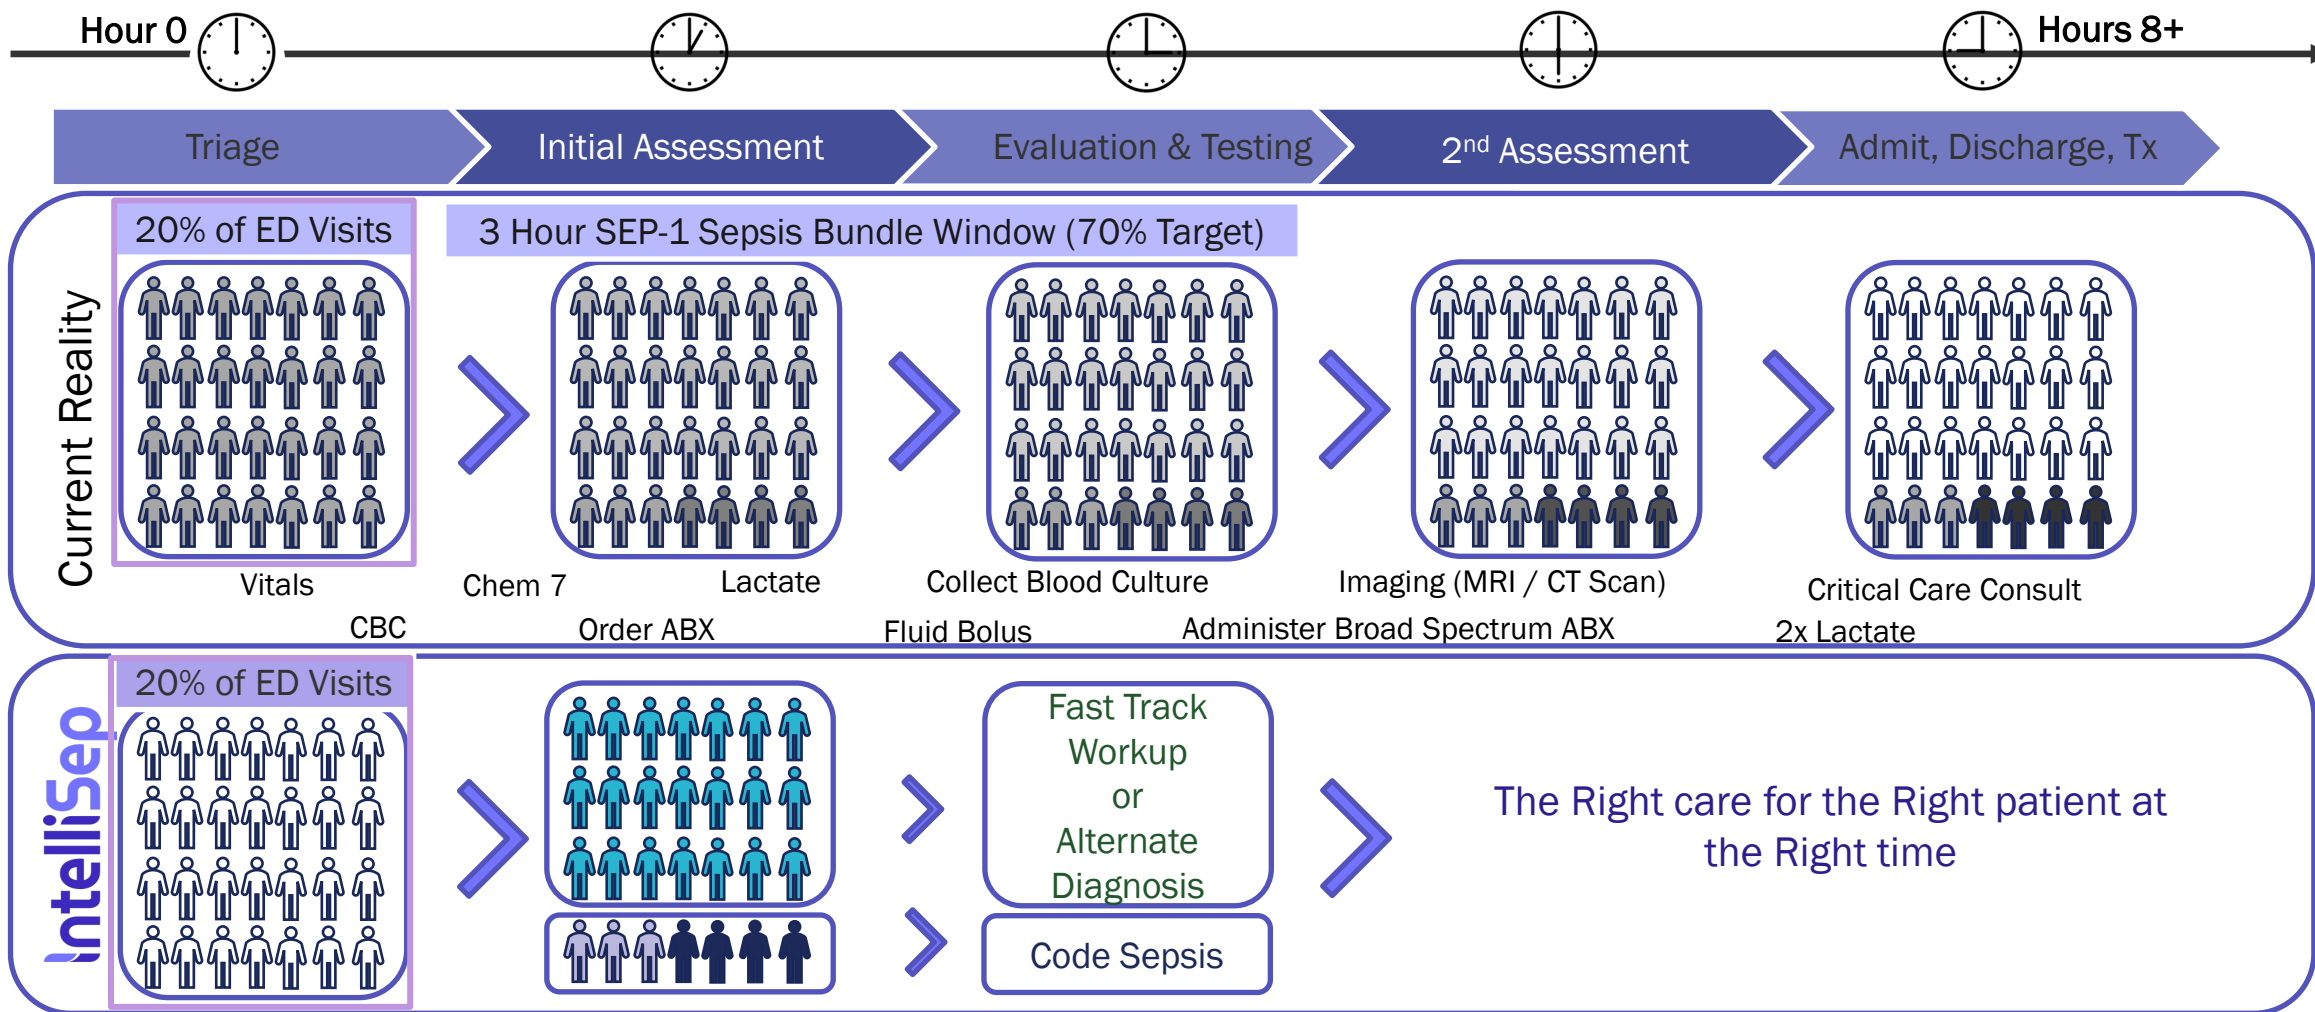 Hour 0
Hours 8+
Triage
Initial Assessment
Evaluation & Testing
2nd Assessment
Admit, Discharge, Tx
Current Reality
20% of ED Visits
3 Hour SEP-1 Sepsis Bundle Window (70% Target)
Vitals
CBC
Chem 7
Order ABX
Lactate
Collect Blood Culture
Fluid Bolus
Imaging (MRI / CT Scan)
Administer Broad Spectrum ABX
Critical Care Consult
2x Lactate
IntelliSep
20% of ED Visits
Fast Track
Workup
or
Alternate
Diagnosis
Code Sepsis
The Right care for the Right patient at
the Right time